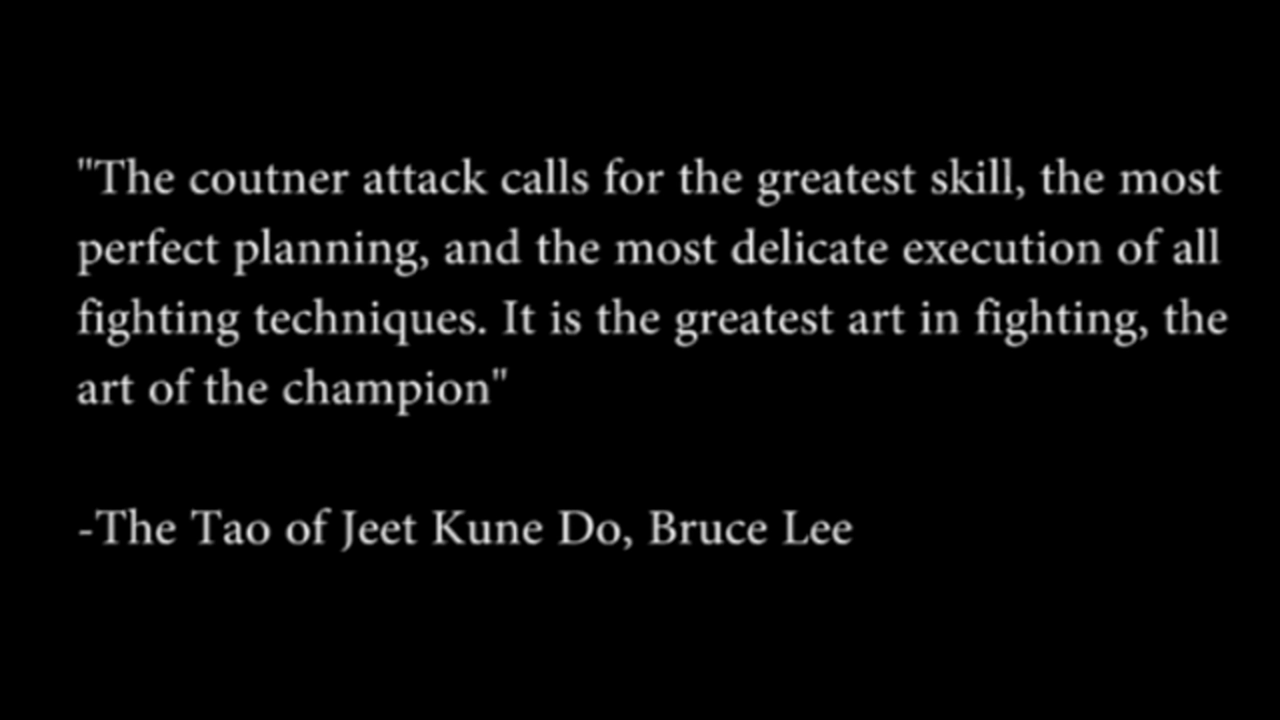 "The coutner attack calls for the greatest skill, the most
perfect planning, and the most delicate execution of all
fighting techniques. It is the greatest art in fighting, the
art of the champion"
-The Tao of Jeet Kune Do, Bruce Lee